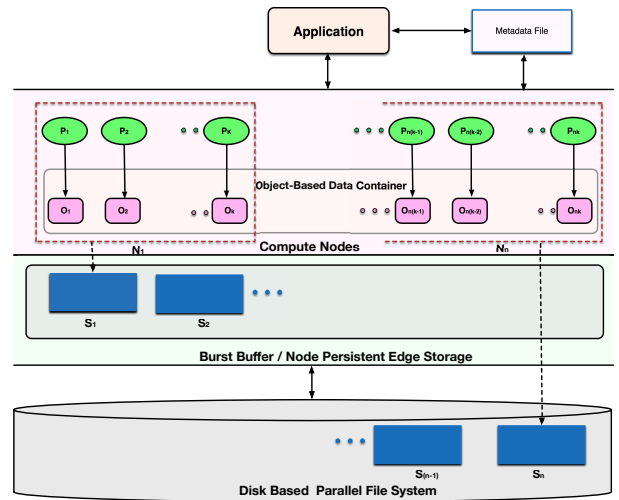 Application
Metadata File
P1 P2 PK Pn(k-1) Pn(k-2) Pnk
Object-Based Data Container
O1 O2 Ok On(k-1) On(k-2) Onk
N1 Compute Nodes Nn
S1 S2
Burst Buffer / Node Persistent Edge Storage
S(n-1) Sn
Disk Based Parallel File System